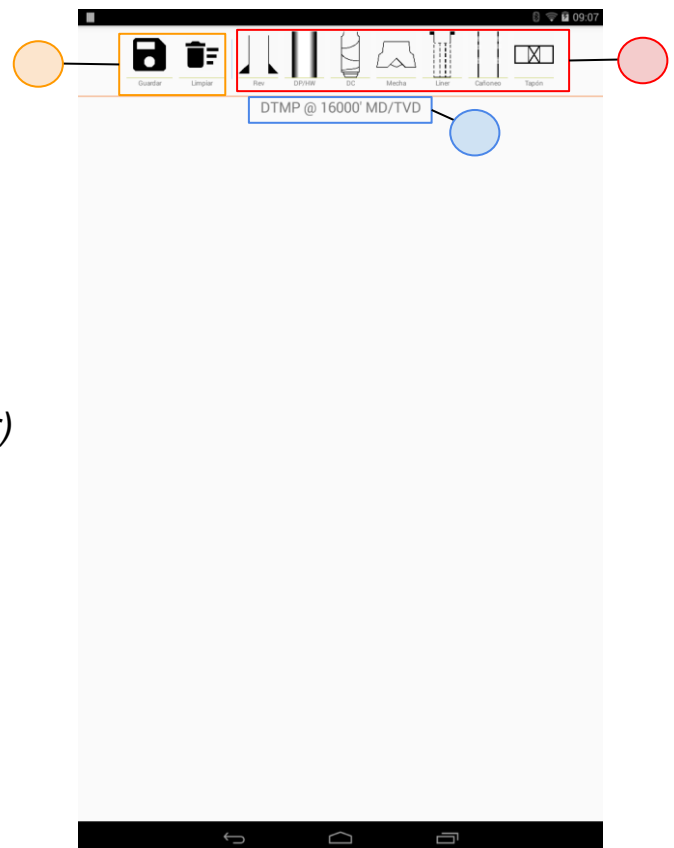 09:07
Guardar Limpiar Rev DP/HW DC Mecha Liner Cañoneo Tapón
DTMP @ 16000' MD/TVD
)